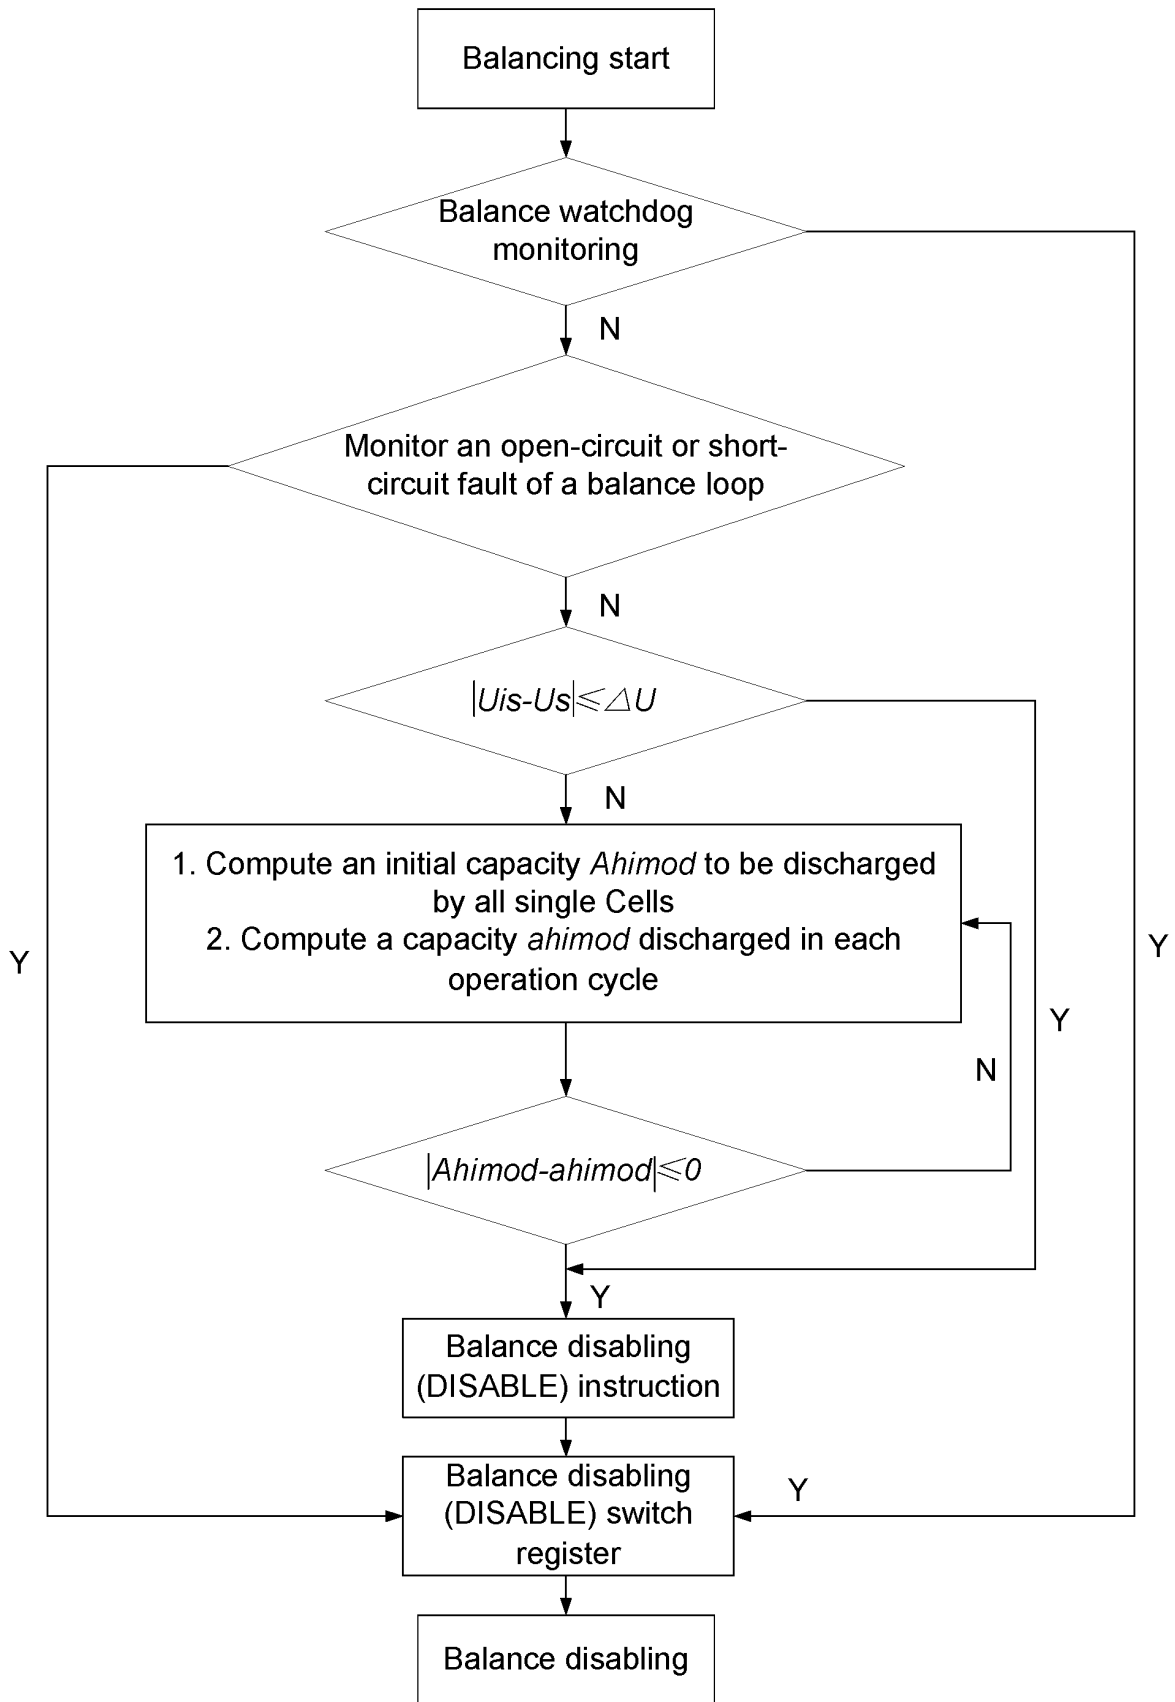 Balancing start
Balance watchdog
monitoring
N
Monitor an open-circuit or short-
circuit fault of a balance loop
N
|Uis-Us|≤△U
N
1. Compute an initial capacity Ahimod to be discharged
by all single Cells
2. Compute a capacity ahimod discharged in each
operation cycle
Y
Y
Y
N
|Ahimod-ahimod|≤0
Y
Balance disabling
(DISABLE) instruction
Balance disabling
(DISABLE) switch
register
Y
Balance disabling